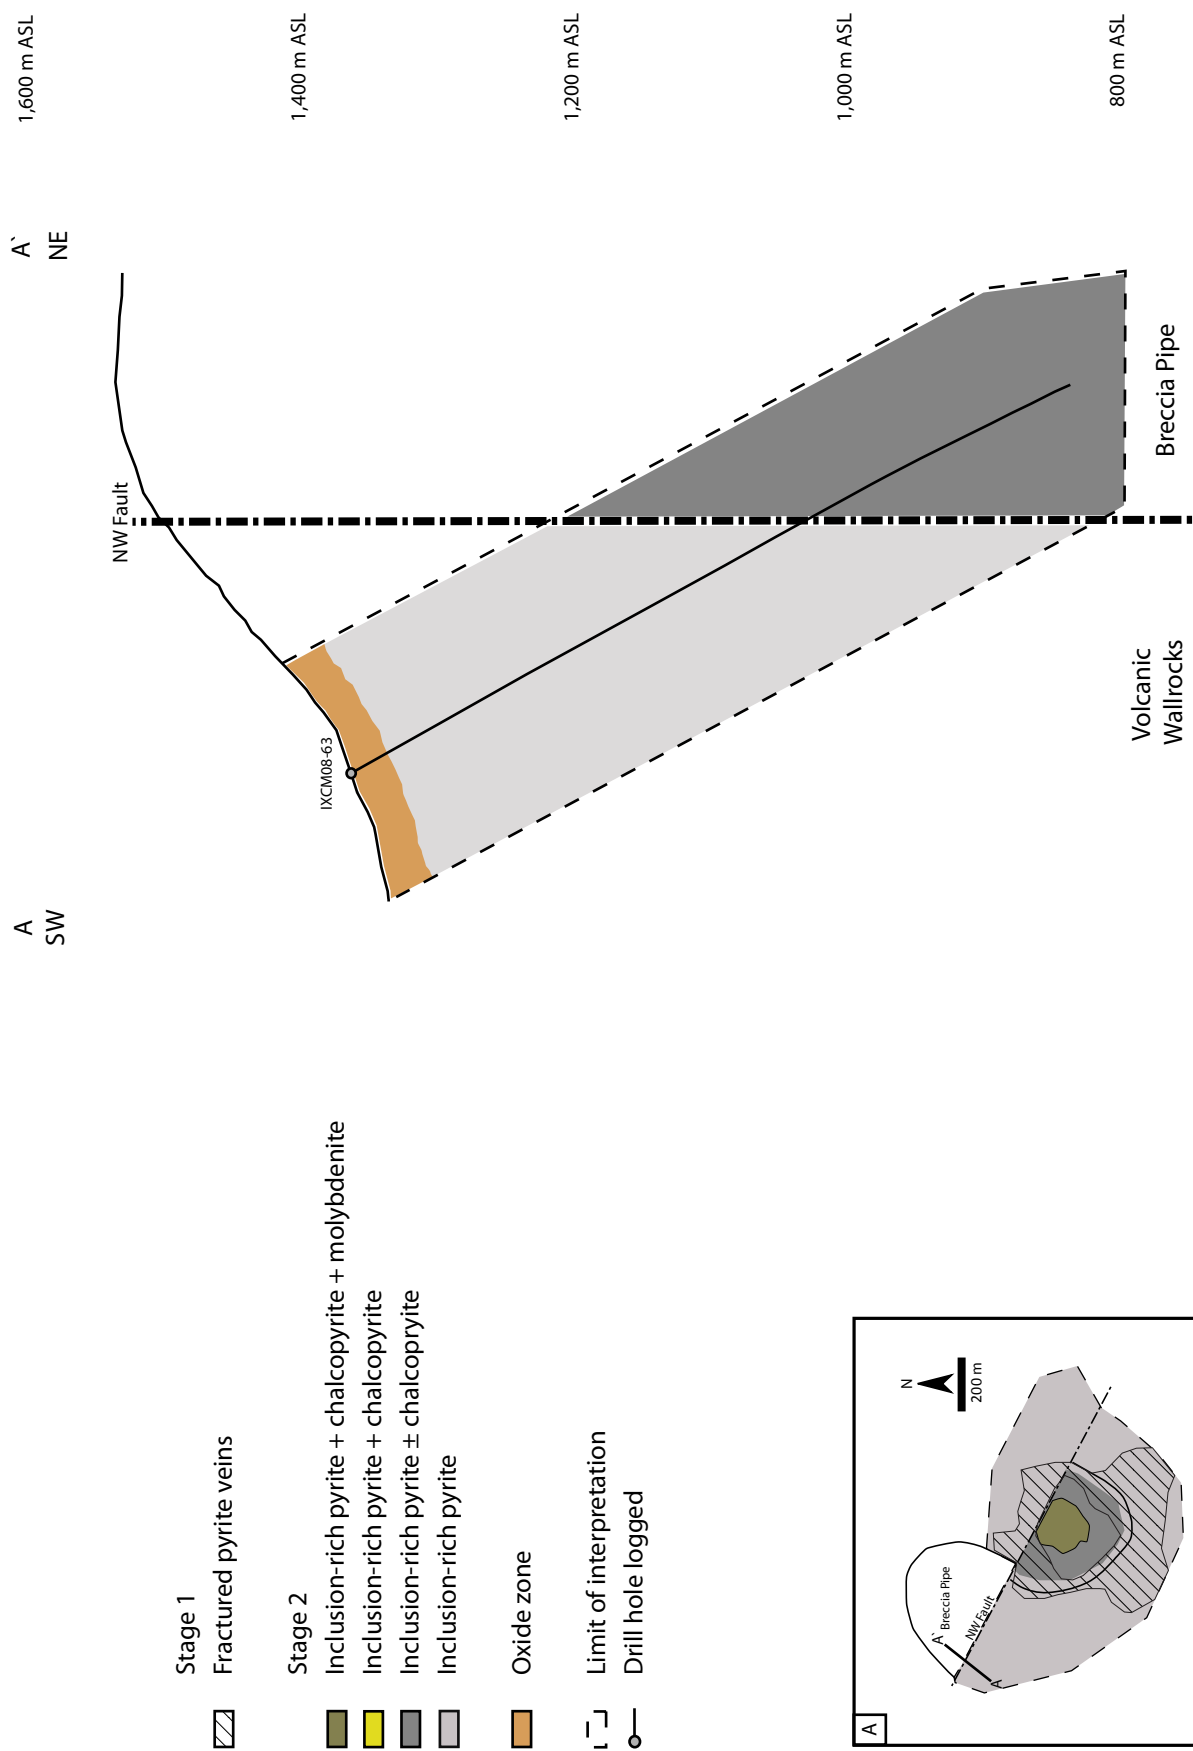 A
SW
A`
NE
1,600 m ASL
1,400 m ASL
1,200 m ASL
1,000 m ASL
800 m ASL
NW Fault
IXCM08-63
Volcanic
Wallrocks
Breccia Pipe
Stage 1
Fractured pyrite veins
Stage 2
Inclusion-rich pyrite + chalcopyrite + molybdenite
Inclusion-rich pyrite + chalcopyrite
Inclusion-rich pyrite ± chalcopryite
Inclusion-rich pyrite
Oxide zone
Limit of interpretation
Drill hole logged
A
N
200 m
A`
Breccia Pipe
NW Fault
A